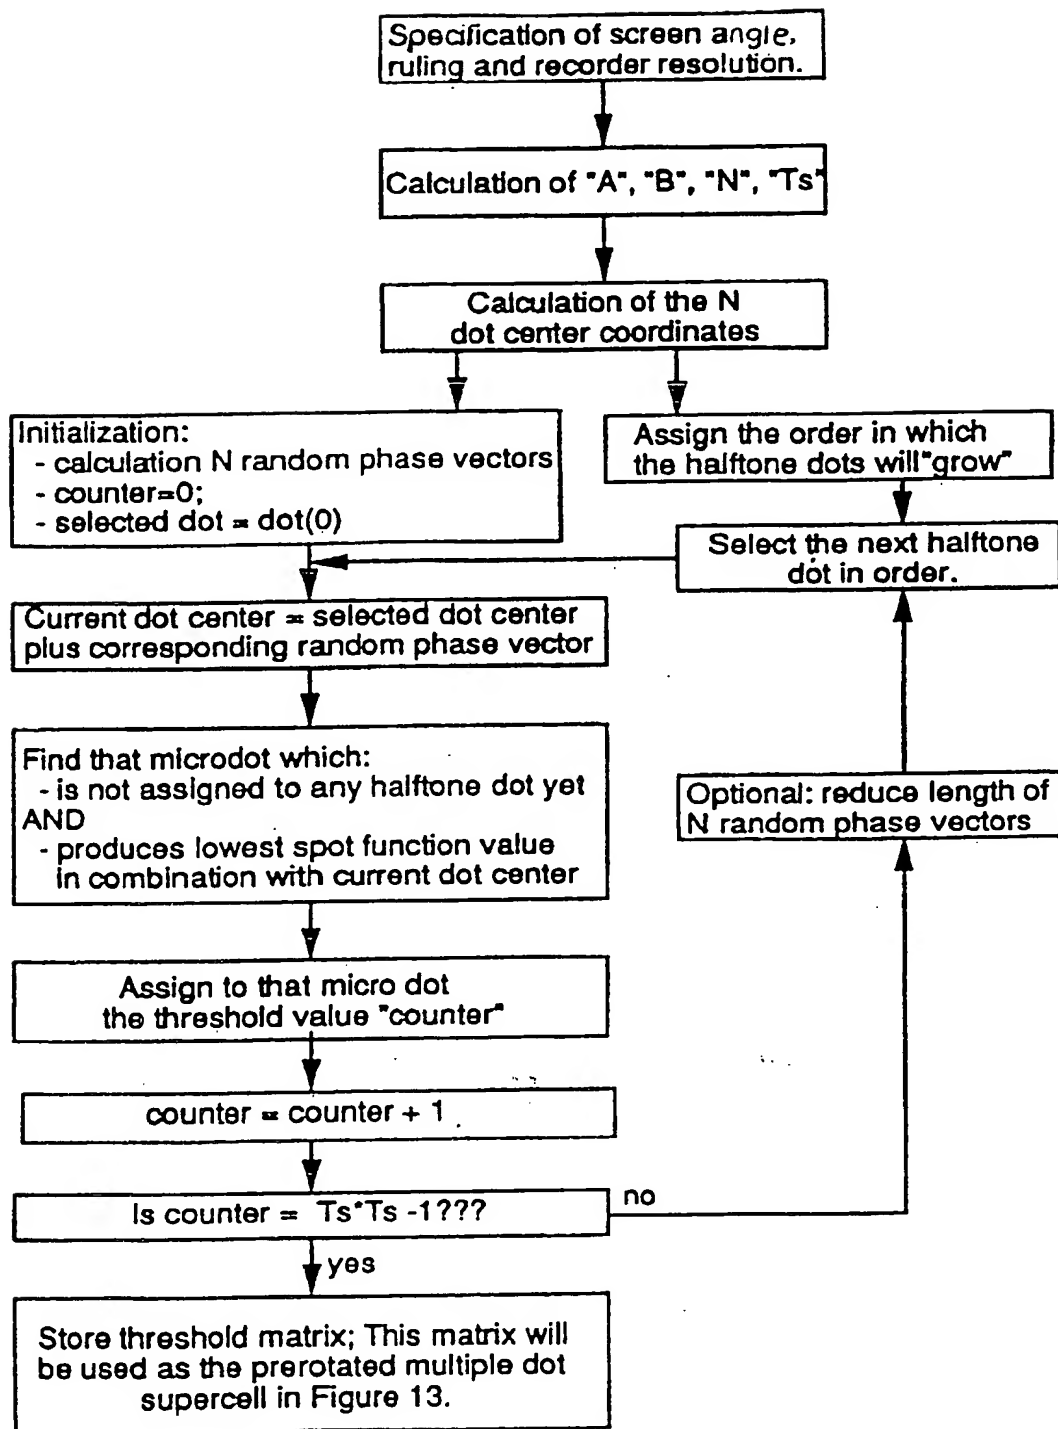 Specification of screen angle,
ruling and recorder resolution.
Calculation of "A", "B", "N", "Ts"
Calculation of the N
dot center coordinates
Initialization:
- calculation N random phase vectors
- counter=0;
- selected dot = dot(0)
Assign the order in which
the halftone dots will"grow"
Select the next halftone
dot in order.
Current dot center = selected dot center
plus corresponding random phase vector
Find that microdot which:
- is not assigned to any halftone dot yet
AND
- produces lowest spot function value
in combination with current dot center
Optional: reduce length of
N random phase vectors
Assign to that micro dot
the threshold value "counter"
counter = counter + 1
Is counter = Ts*Ts -1???
no
yes
Store threshold matrix; This matrix will
be used as the prerotated multiple dot
supercell in Figure 13.